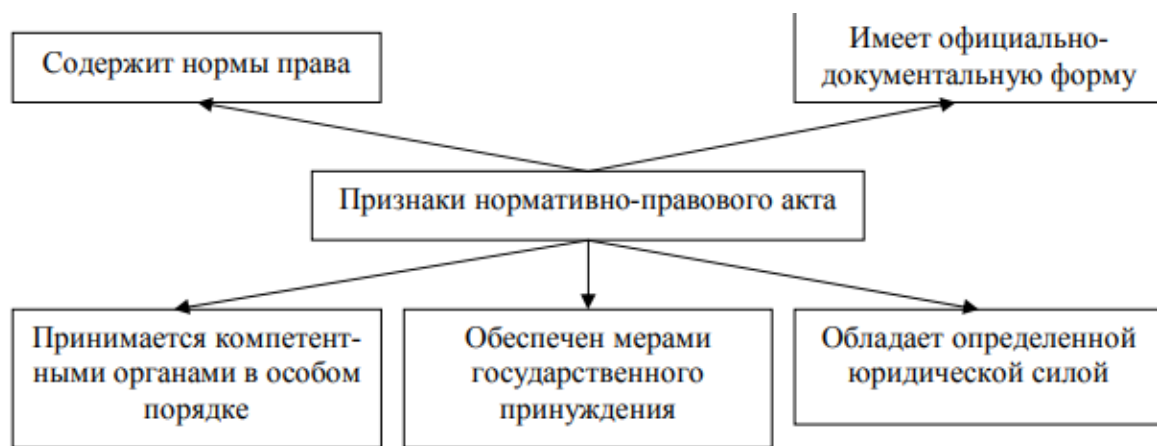 Содержит нормы права
Имеет официально-
документальную форму
Признаки нормативно-правового акта
Принимается компетент-
ными органами в особом
порядке
Обеспечен мерами
государственного
принуждения
Обладает определенной
юридической силой